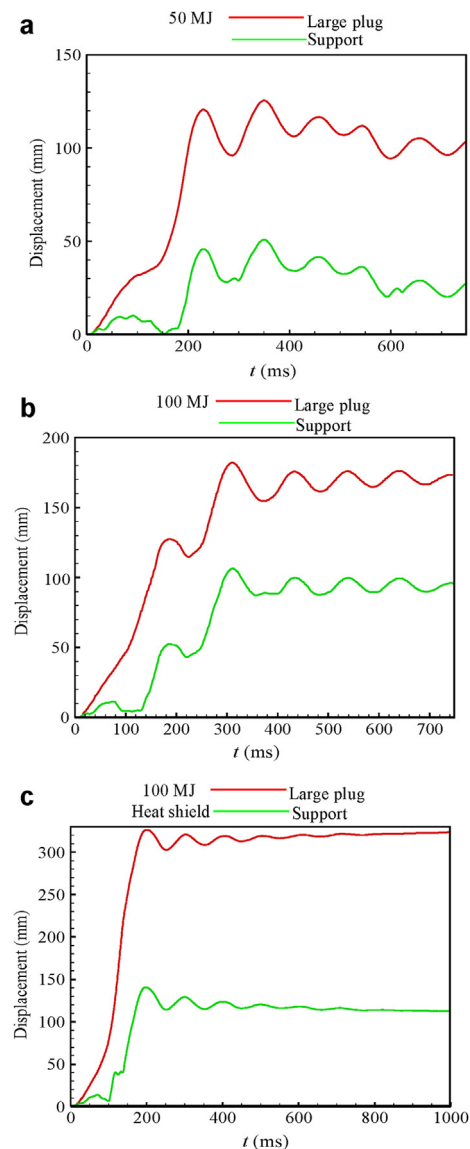 a
50 MJ Large plug
Support
150
100
50
0
Displacement (mm)
0 200 400 600
t (ms)
b
100 MJ Large plug
Support
200
150
100
50
0
Displacement (mm)
0 100 200 300 400 500 600 700
t (ms)
c
100 MJ Large plug
Heat shield Support
300
250
200
150
100
50
0
Displacement (mm)
0 200 400 600 800 1000
t (ms)